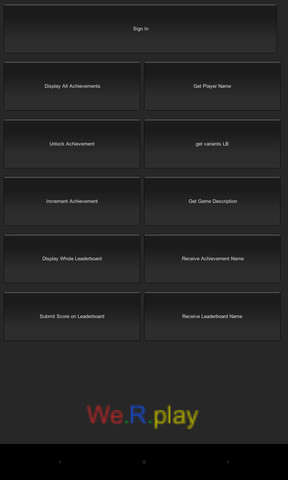 Sign In
Display All Achievements
Get Player Name
Unlock Achievement
get variants LB
Increment Achievement
Get Game Description
Display Whole Leaderboard
Receive Achievement Name
Submit Score on Leaderboard
Receive Leaderboard Name
We.R.play